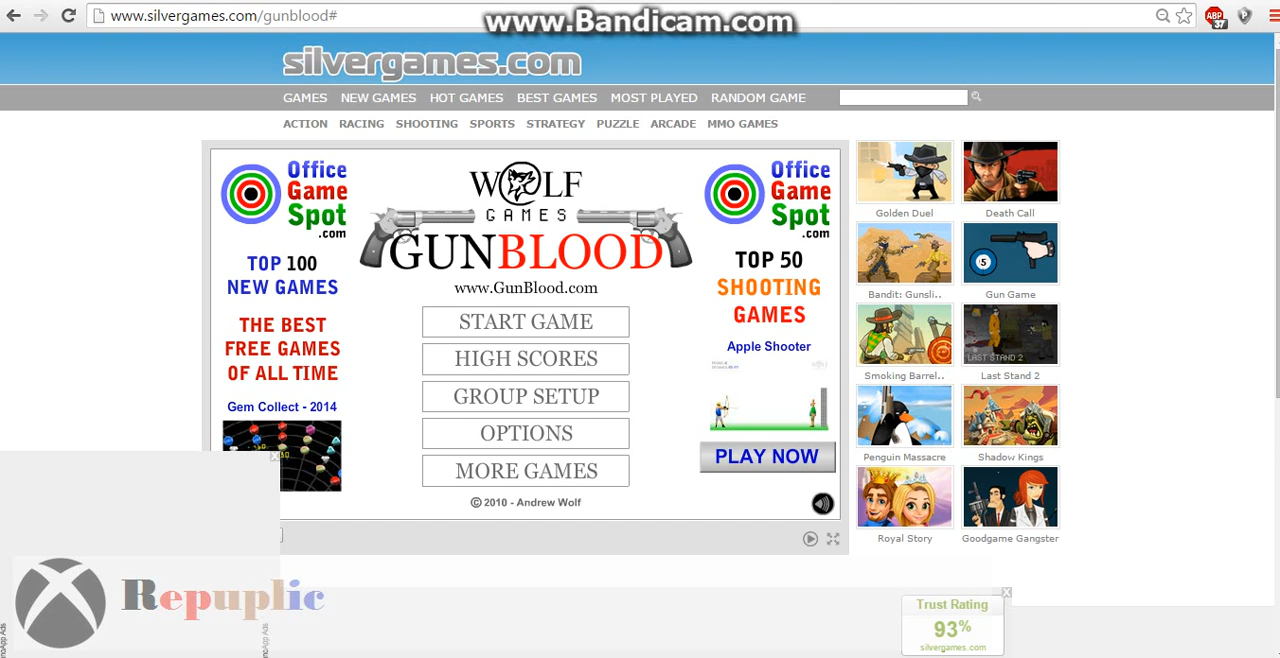 www.silvergames.com/gunblood#
www.Bandicam.com
ABP
37
P
silvergames.com
GAMES NEW GAMES HOT GAMES BEST GAMES MOST PLAYED RANDOM GAME
ACTION RACING SHOOTING SPORTS STRATEGY PUZZLE ARCADE MMO GAMES
Office
Game
Spot
.com
TOP 100
NEW GAMES
THE BEST
FREE GAMES
OF ALL TIME
Gem Collect - 2014
WOLF
GAMES
GUNBLOOD
www.GunBlood.com
START GAME
HIGH SCORES
GROUP SETUP
OPTIONS
MORE GAMES
© 2010 - Andrew Wolf
Office
Game
Spot
.com
TOP 50
SHOOTING
GAMES
Apple Shooter
PLAY NOW
Golden Duel
Death Call
Bandit: Gunsli..
5
Gun Game
Smoking Barrel..
LAST STAND 2
Last Stand 2
Penguin Massacre
Shadow Kings
Royal Story
Goodgame Gangster
Repuplic
Trust Rating
93%
silvergames.com